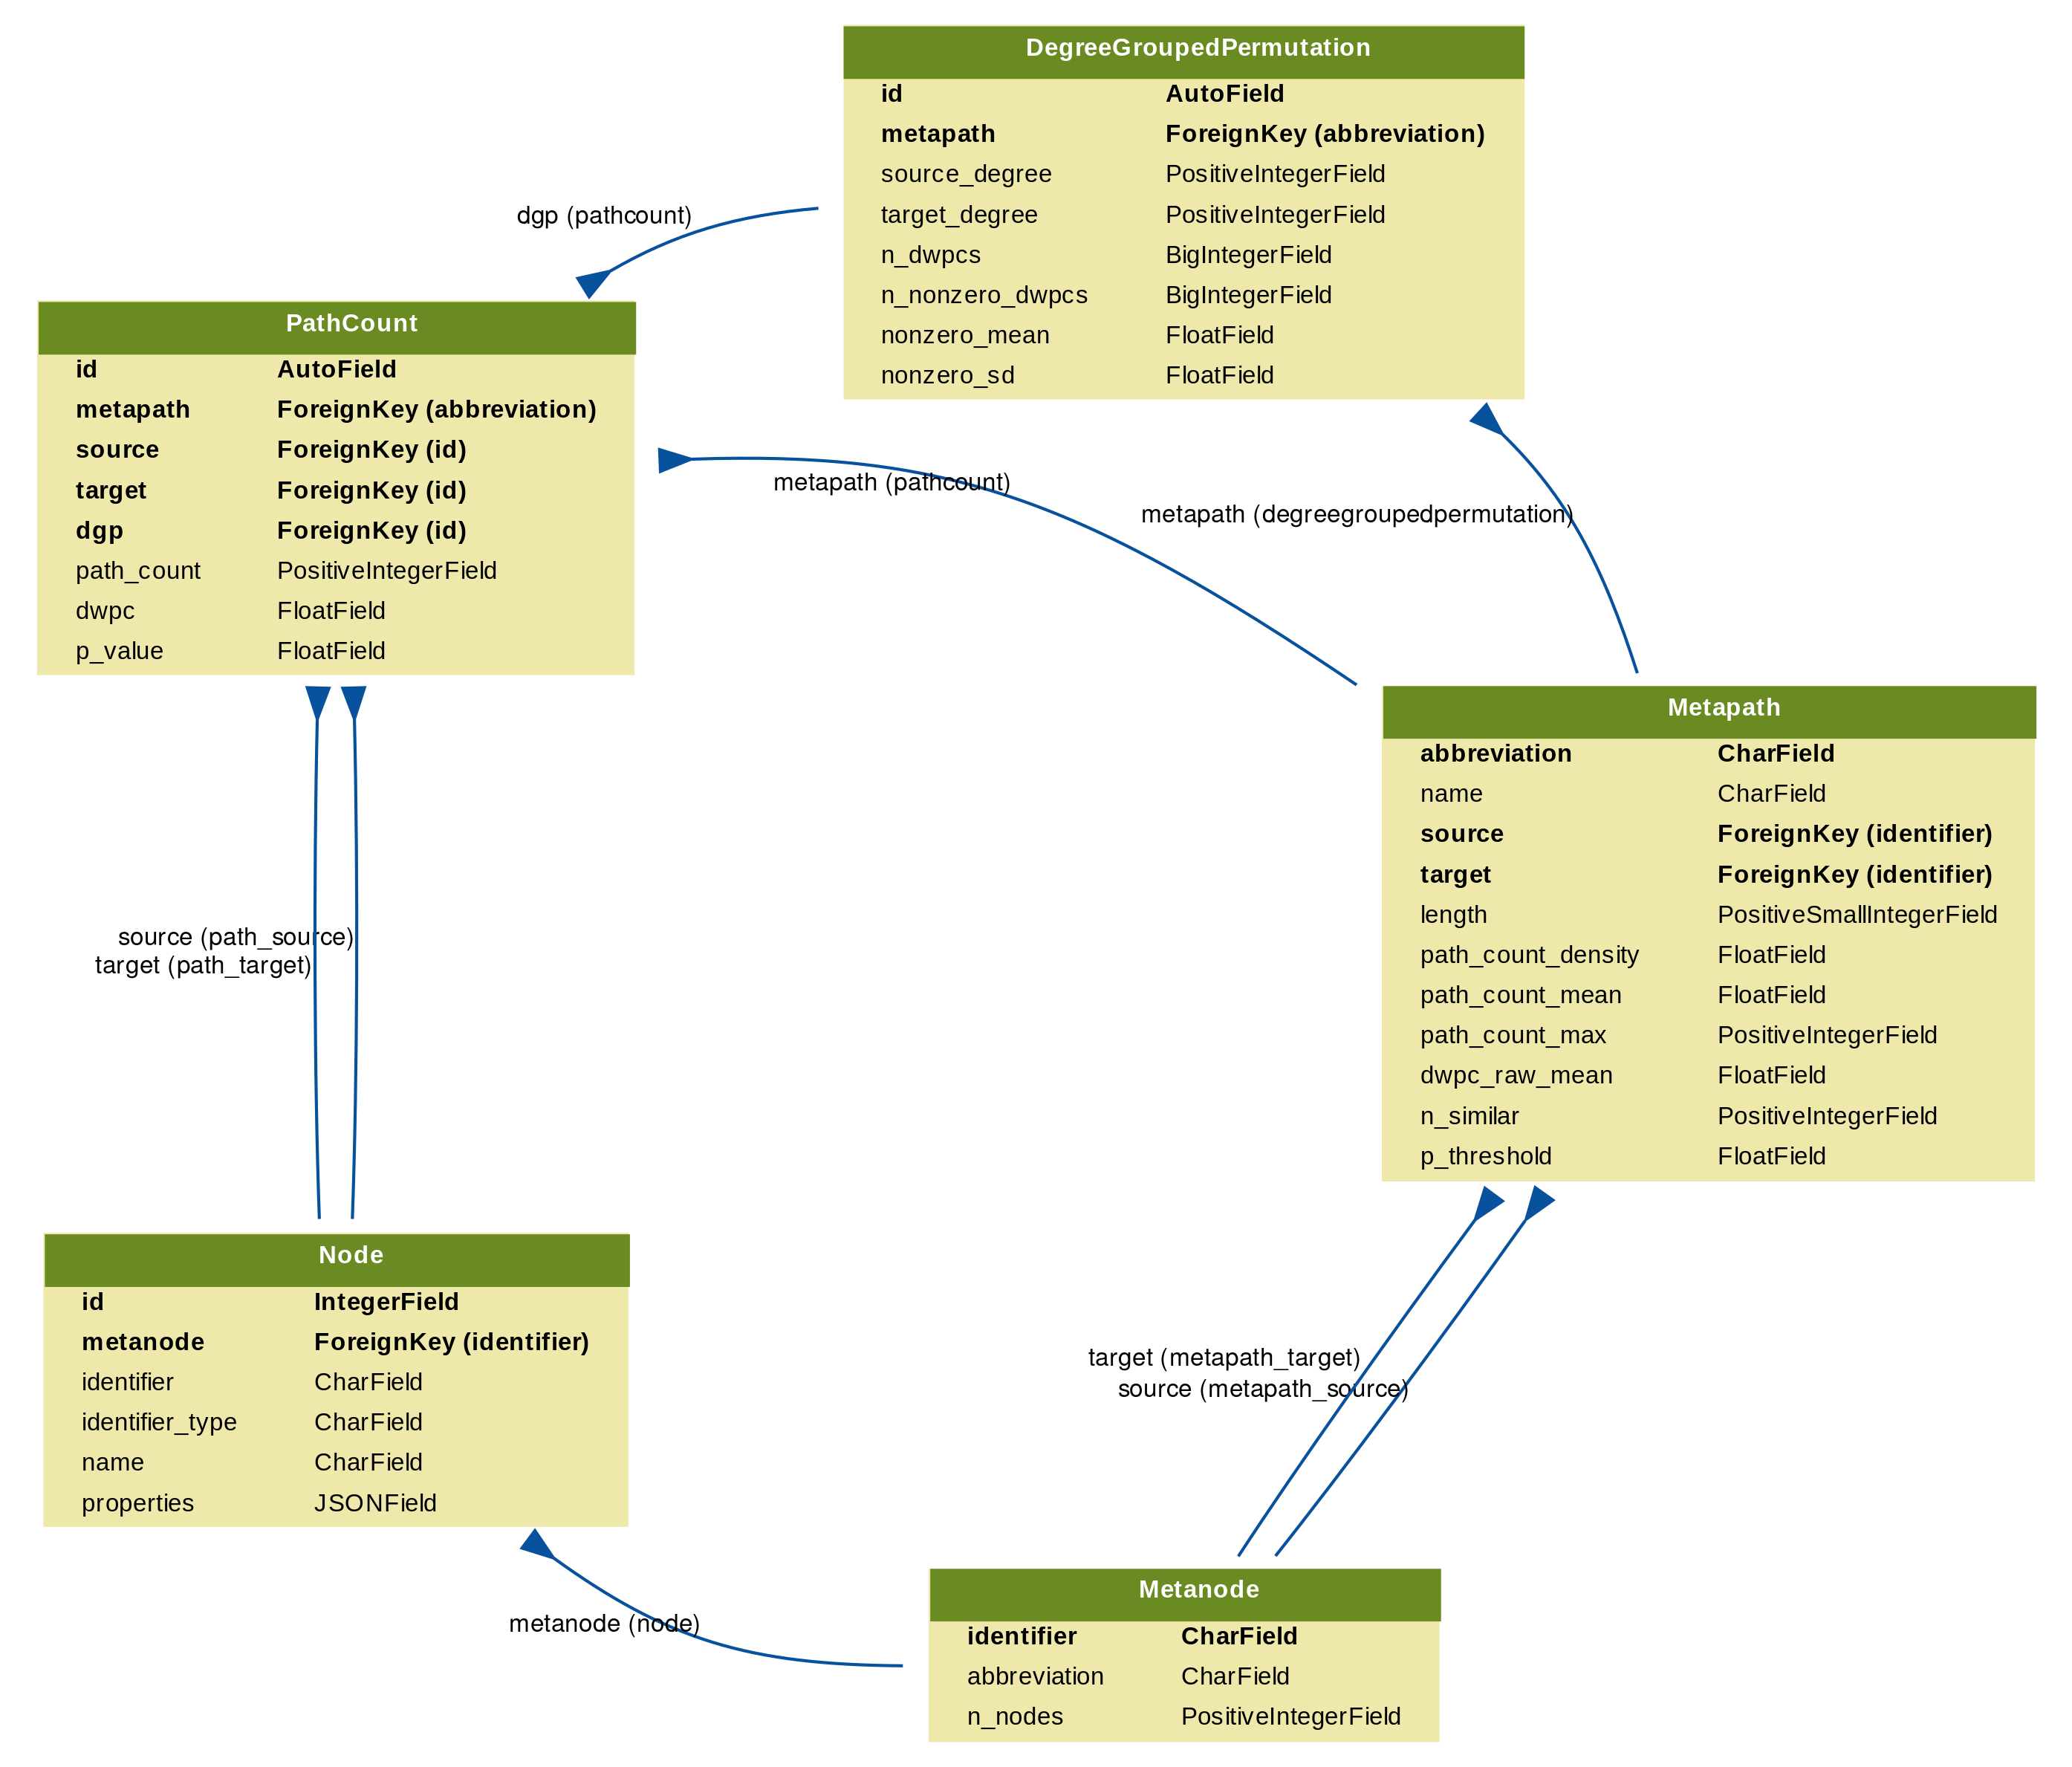 DegreeGroupedPermutation
id AutoField
metapath ForeignKey (abbreviation)
source_degree PositiveIntegerField
target_degree PositiveIntegerField
n_dwpcs BigIntegerField
n_nonzero_dwpcs BigIntegerField
nonzero_mean FloatField
nonzero_sd FloatField
dgp (pathcount)
PathCount
id AutoField
metapath ForeignKey (abbreviation)
source ForeignKey (id)
target ForeignKey (id)
dgp ForeignKey (id)
path_count PositiveIntegerField
dwpc FloatField
p_value FloatField
metapath (pathcount)
metapath (degreegroupedpermutation)
Metapath
abbreviation CharField
name CharField
source ForeignKey (identifier)
target ForeignKey (identifier)
length PositiveSmallIntegerField
path_count_density FloatField
path_count_mean FloatField
path_count_max PositiveIntegerField
dwpc_raw_mean FloatField
n_similar PositiveIntegerField
p_threshold FloatField
source (path_source)
target (path_target)
Node
id IntegerField
metanode ForeignKey (identifier)
identifier CharField
identifier_type CharField
name CharField
properties JSONField
target (metapath_target)
source (metapath_source)
metanode (node)
Metanode
identifier CharField
abbreviation CharField
n_nodes PositiveIntegerField